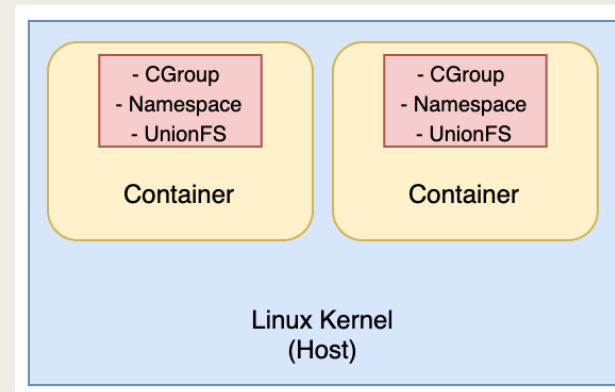 - CGroup
- Namespace
- UnionFS
Container
- CGroup
- Namespace
- UnionFS
Container
Linux Kernel
(Host)